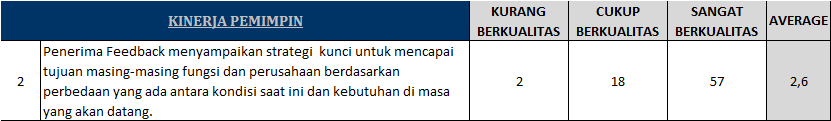 KINERJA PEMIMPIN
KURANG BERKUALITAS
CUKUP BERKUALITAS
SANGAT BERKUALITAS
AVERAGE
2
Penerima Feedback menyampaikan strategi kunci untuk mencapai
tujuan masing-masing fungsi dan perusahaan berdasarkan
perbedaan yang ada antara kondisi saat ini dan kebutuhan di masa
yang akan datang.
2
18
57
2,6